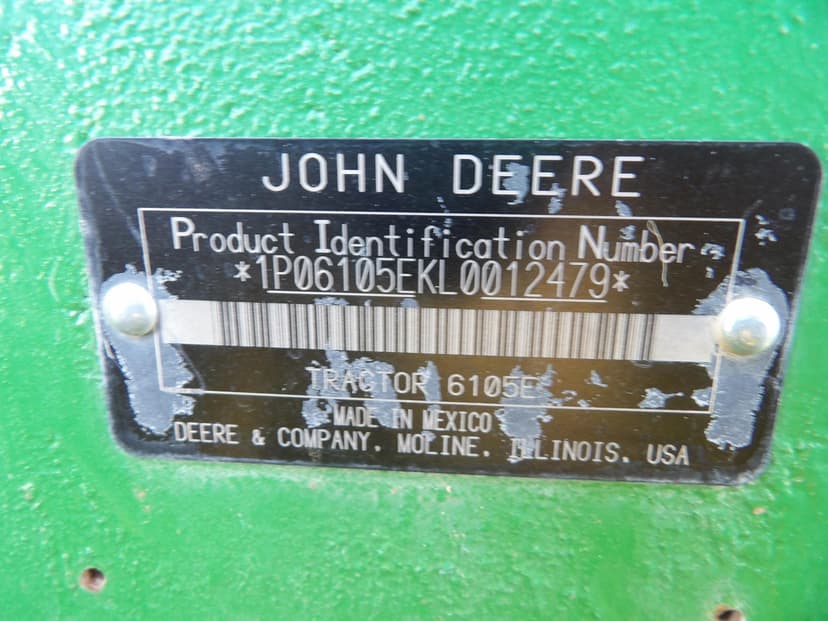 JOHN DEERE
Product Identification Number
*1P06105EKL0012479*
TRACTOR 6105E
MADE IN MEXICO
DEERE & COMPANY. MOLINE. ILLINOIS. USA